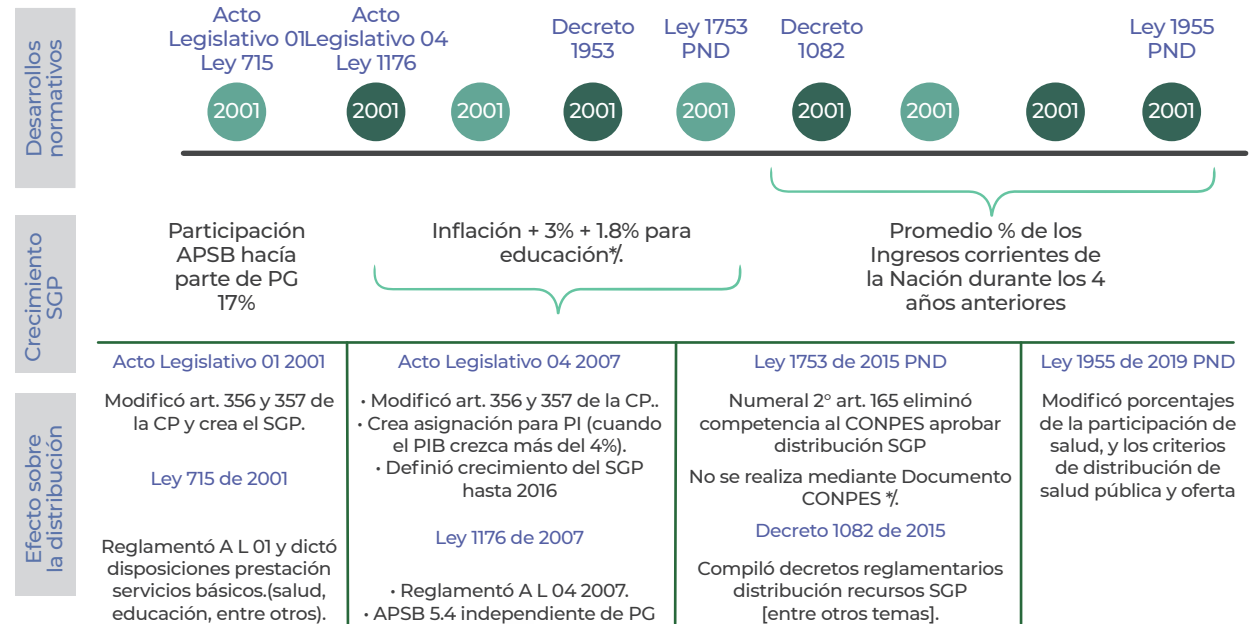 Desarrollos
normativos
Acto
Legislativo 01
Ley 715
Acto
Legislativo 04
Ley 1176
Decreto
1953
Ley 1753
PND
Decreto
1082
Ley 1955
PND
2001
2001
2001
2001
2001
2001
2001
2001
2001
Crecimiento
SGP
Participación
APSB hacía
parte de PG
17%
Inflación + 3% + 1.8% para
educación*/.
Promedio % de los
Ingresos corrientes de
la Nación durante los 4
años anteriores
Efecto sobre
la distribución
Acto Legislativo 01 2001
Modificó art. 356 y 357 de
la CP y crea el SGP.
Ley 715 de 2001
Reglamentó A L 01 y dictó
disposiciones prestación
servicios básicos.(salud,
educación, entre otros).
Acto Legislativo 04 2007
• Modificó art. 356 y 357 de la CP..
• Crea asignación para PI (cuando
el PIB crezca más del 4%).
• Definió crecimiento del SGP
hasta 2016
Ley 1176 de 2007
• Reglamentó A L 04 2007.
• APSB 5.4 independiente de PG
Ley 1753 de 2015 PND
Numeral 2° art. 165 eliminó
competencia al CONPES aprobar
distribución SGP
No se realiza mediante Documento
CONPES */.
Decreto 1082 de 2015
Compiló decretos reglamentarios
distribución recursos SGP
[entre otros temas].
Ley 1955 de 2019 PND
Modificó porcentajes
de la participación de
salud, y los criterios
de distribución de
salud pública y oferta